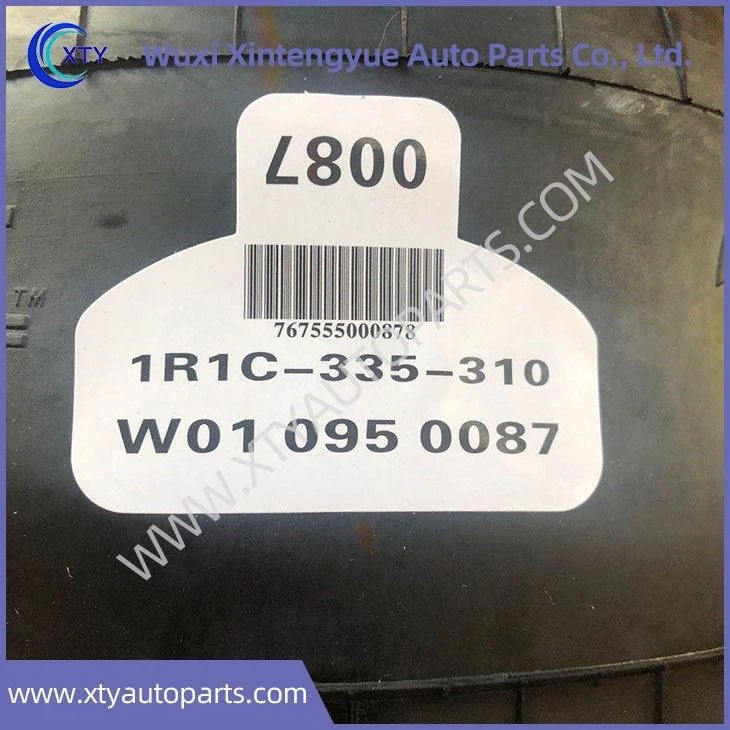 XTY
Wuxi Xintengyue Auto Parts Co., Ltd.
0087
767555000878
1R1C-335-310
W01 095 0087
WWW.XTYAUTOPARTS.COM
TM
www.xtyautoparts.com